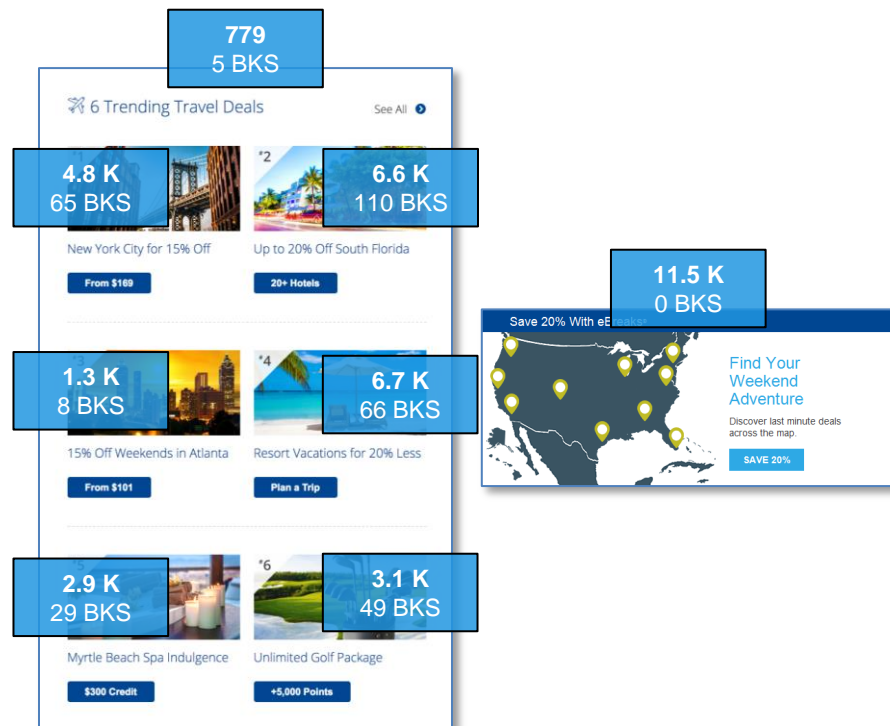 779
5 BKS
6 Trending Travel Deals
See All
4.8 K
65 BKS
#2
6.6 K
110 BKS
New York City for 15% Off
Up to 20% Off South Florida
From $169
20+ Hotels
11.5 K
0 BKS
Save 20% With eBreaks
Find Your
Weekend
Adventure
Discover last minute deals
across the map.
SAVE 20%
1.3 K
8 BKS
#4
6.7 K
66 BKS
15% Off Weekends in Atlanta
Resort Vacations for 20% Less
From $101
Plan a Trip
2.9 K
29 BKS
#6
3.1 K
49 BKS
Myrtle Beach Spa Indulgence
Unlimited Golf Package
$300 Credit
+5,000 Points